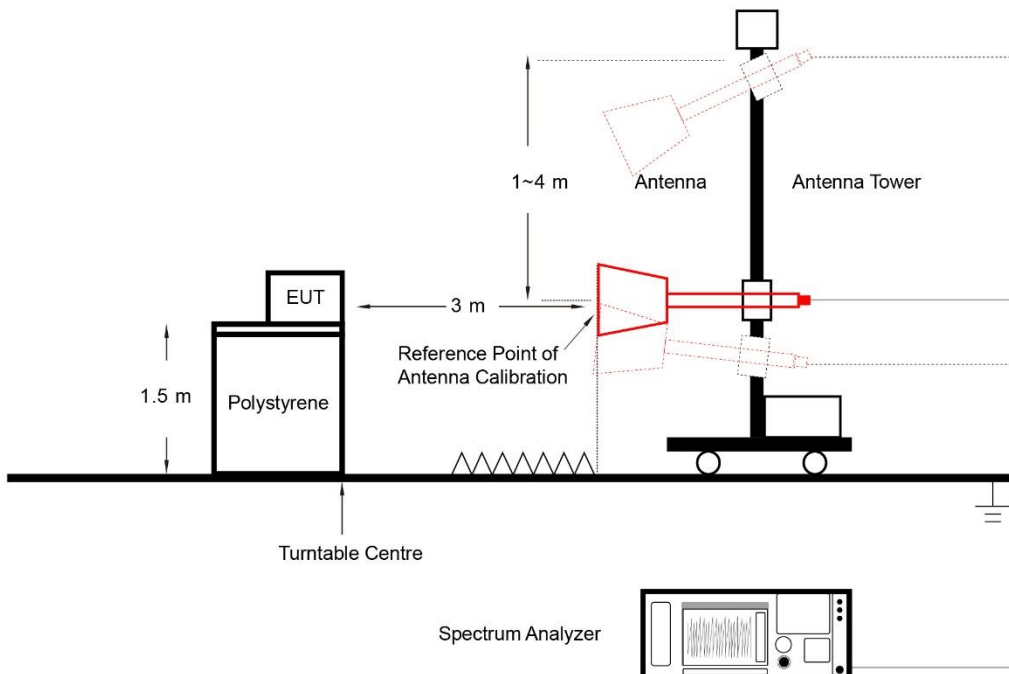 1~4 m
Antenna
Antenna Tower
EUT
3 m
Reference Point of
Antenna Calibration
1.5 m
Polystyrene
Turntable Centre
Spectrum Analyzer